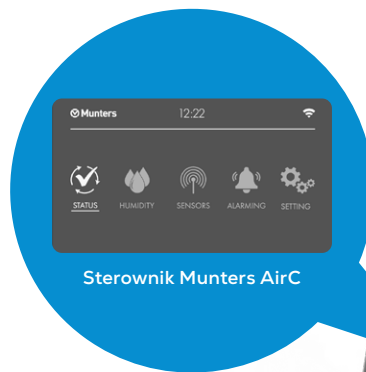 Munters 12:22
STATUS HUMIDITY SENSORS ALARMING SETTING
Sterownik Munters AirC